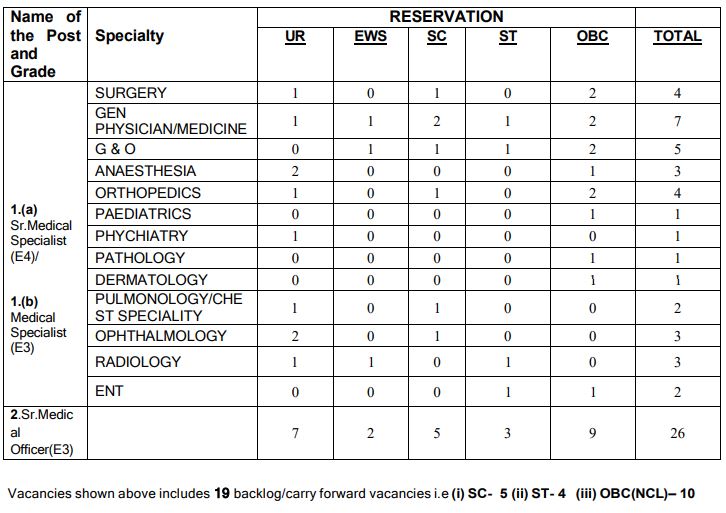 Name of the Post and Grade Specialty RESERVATION
UR EWS SC ST OBC TOTAL
1.(a) Sr.Medical Specialist (E4)/
1.(b) Medical Specialist (E3)
SURGERY 1 0 1 0 2 4
GEN PHYSICIAN/MEDICINE 1 1 2 1 2 7
G & O 0 1 1 1 2 5
ANAESTHESIA 2 0 0 0 1 3
ORTHOPEDICS 1 0 1 0 2 4
PAEDIATRICS 0 0 0 0 1 1
PHYCHIATRY 1 0 0 0 0 1
PATHOLOGY 0 0 0 0 1 1
DERMATOLOGY 0 0 0 0 1 1
PULMONOLOGY/CHE ST SPECIALITY 1 0 1 0 0 2
OPHTHALMOLOGY 2 0 1 0 0 3
RADIOLOGY 1 1 0 1 0 3
ENT 0 0 0 1 1 2
2.Sr.Medic al Officer(E3) 7 2 5 3 9 26
Vacancies shown above includes 19 backlog/carry forward vacancies i.e (i) SC- 5 (ii) ST- 4 (iii) OBC(NCL)– 10